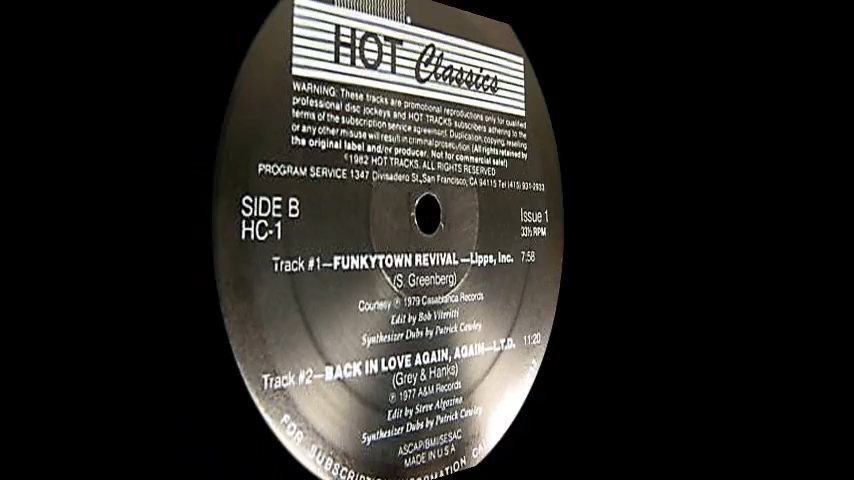 HOT Classics
WARNING: These tracks are promotional reproductions only for qualified
professional disc jockeys and HOT TRACKS subscribers adhering to the
terms of the subscription service agreement. Duplication, copying, reselling
or any other misuse will result in criminal prosecution (All rights retained by
the original label and/or producer. Not for commercial sale)
©1982 HOT TRACKS. ALL RIGHTS RESERVED
PROGRAM SERVICE 1347 Divisadero St., San Francisco, CA 94115 Tel (415) 931-2933
SIDE B
HC-1
Issue 1
33⅓ RPM
Track #1—FUNKYTOWN REVIVAL—Lipps, Inc. 7:58
(S. Greenberg)
Courtesy ℗ 1979 Casablanca Records
Edit by Bob Viteritti
Synthesizer Dubs by Patrick Cowley
Track #2—BACK IN LOVE AGAIN, AGAIN—L.T.D. 11:20
(Grey & Hanks)
℗ 1977 A&M Records
Edit by Steve Algozino
Synthesizer Dubs by Patrick Cowley
ASCAP/BMI/SESAC
MADE IN U S A
FOR SUBSCRIPTION INFORMATION